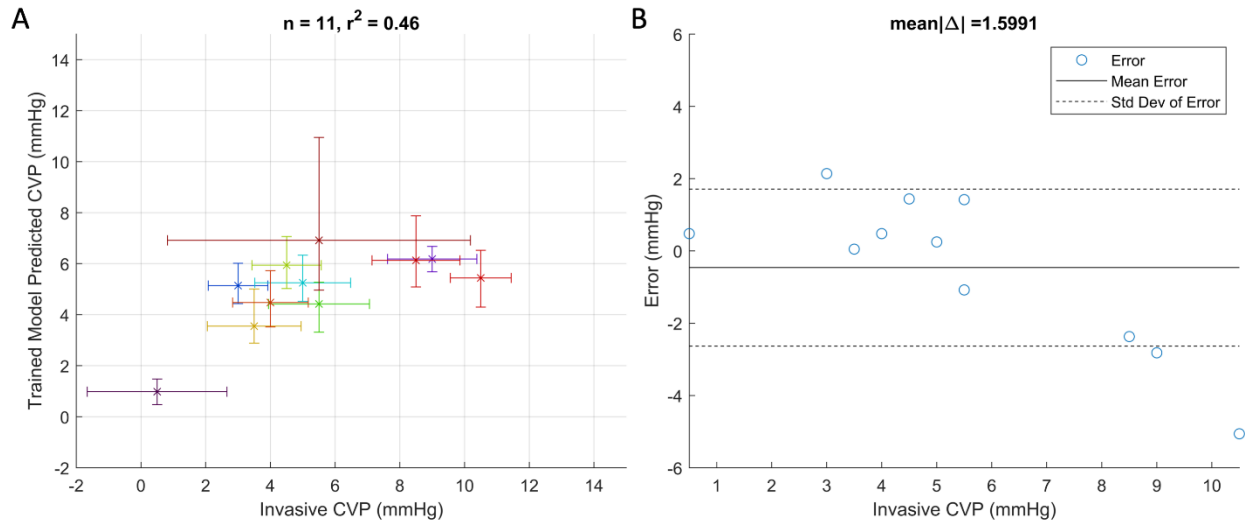 A
n = 11, r² = 0.46
Trained Model Predicted CVP (mmHg)
14
12
10
8
6
4
2
0
-2
-2 0 2 4 6 8 10 12 14
Invasive CVP (mmHg)
B
mean|Δ| =1.5991
Error
Mean Error
Std Dev of Error
Error (mmHg)
6
4
2
0
-2
-4
-6
1 2 3 4 5 6 7 8 9 10
Invasive CVP (mmHg)